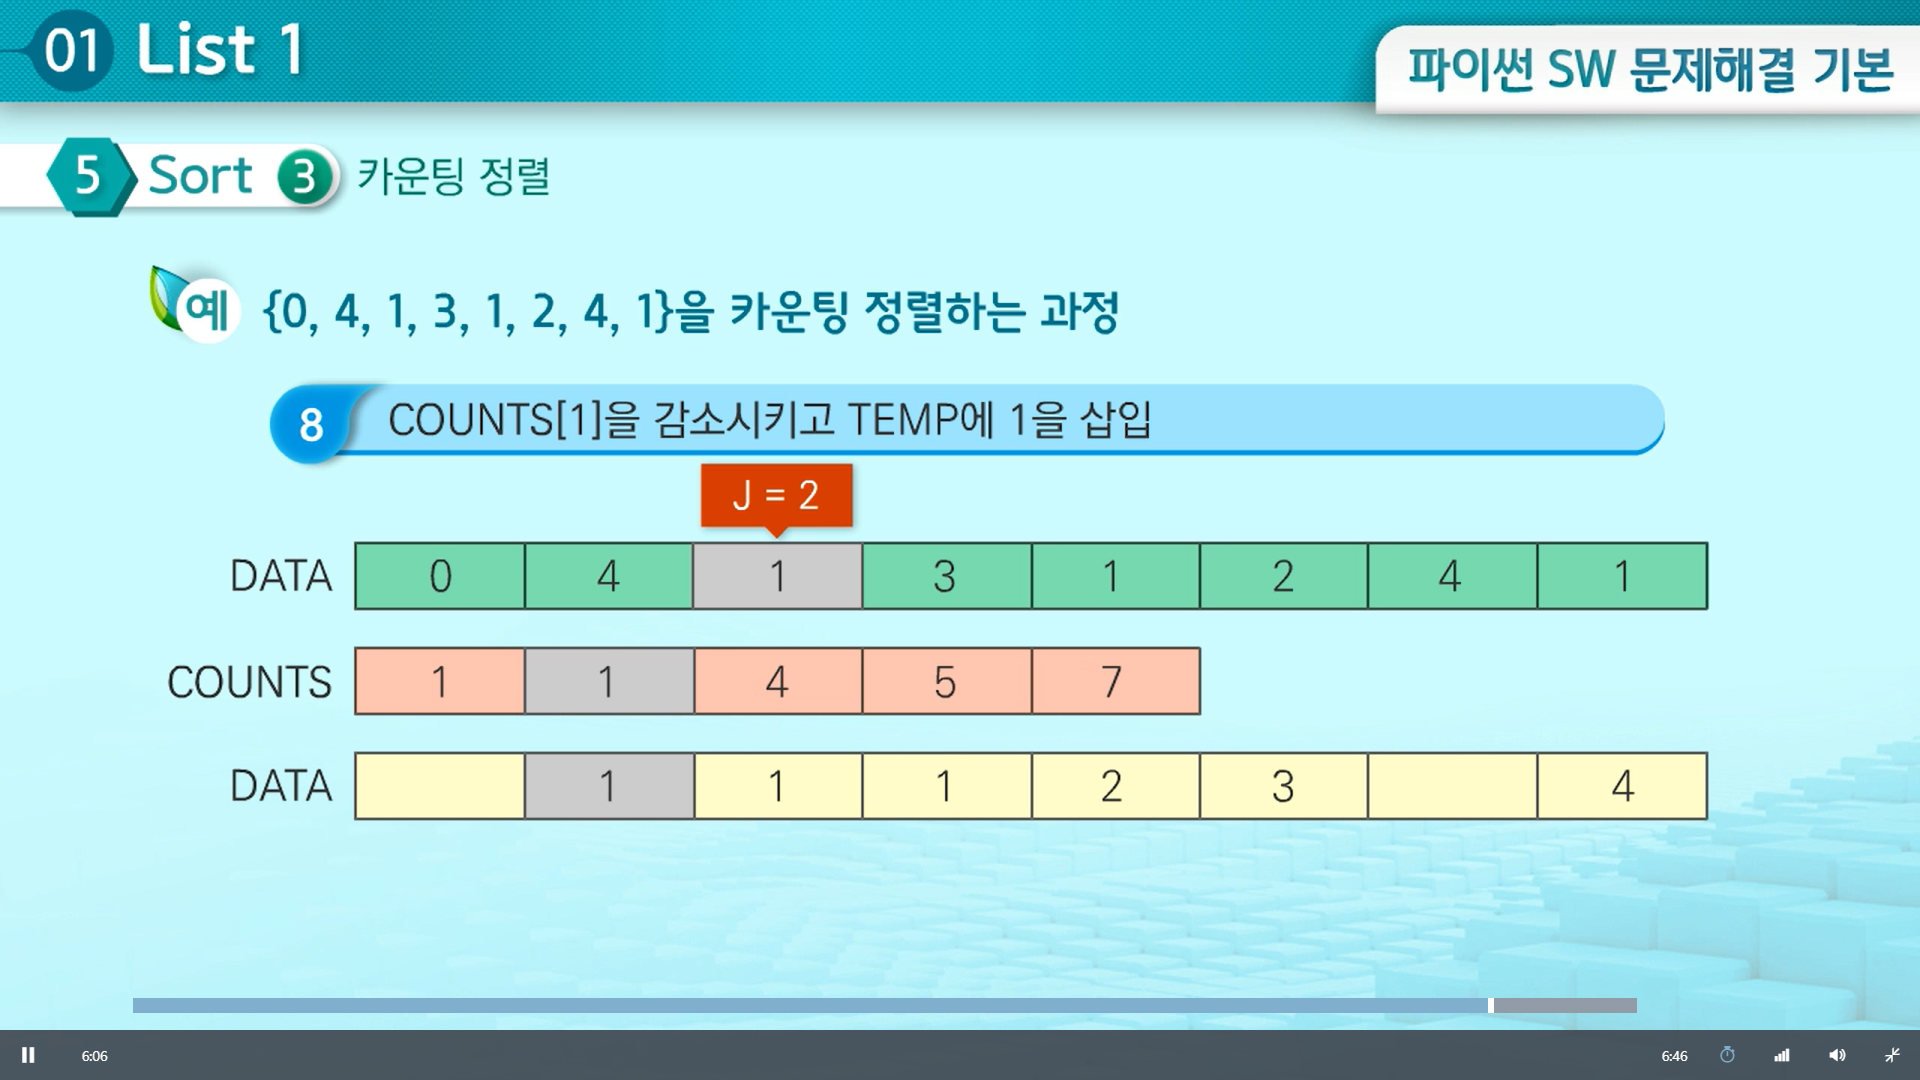 01 List 1
파이썬 SW 문제해결 기본
5 Sort 3 카운팅 정렬
예 {0, 4, 1, 3, 1, 2, 4, 1}을 카운팅 정렬하는 과정
8 COUNTS[1]을 감소시키고 TEMP에 1을 삽입
J = 2
DATA 0 4 1 3 1 2 4 1
COUNTS 1 1 4 5 7
DATA 1 1 1 2 3 4
6:06 6:46